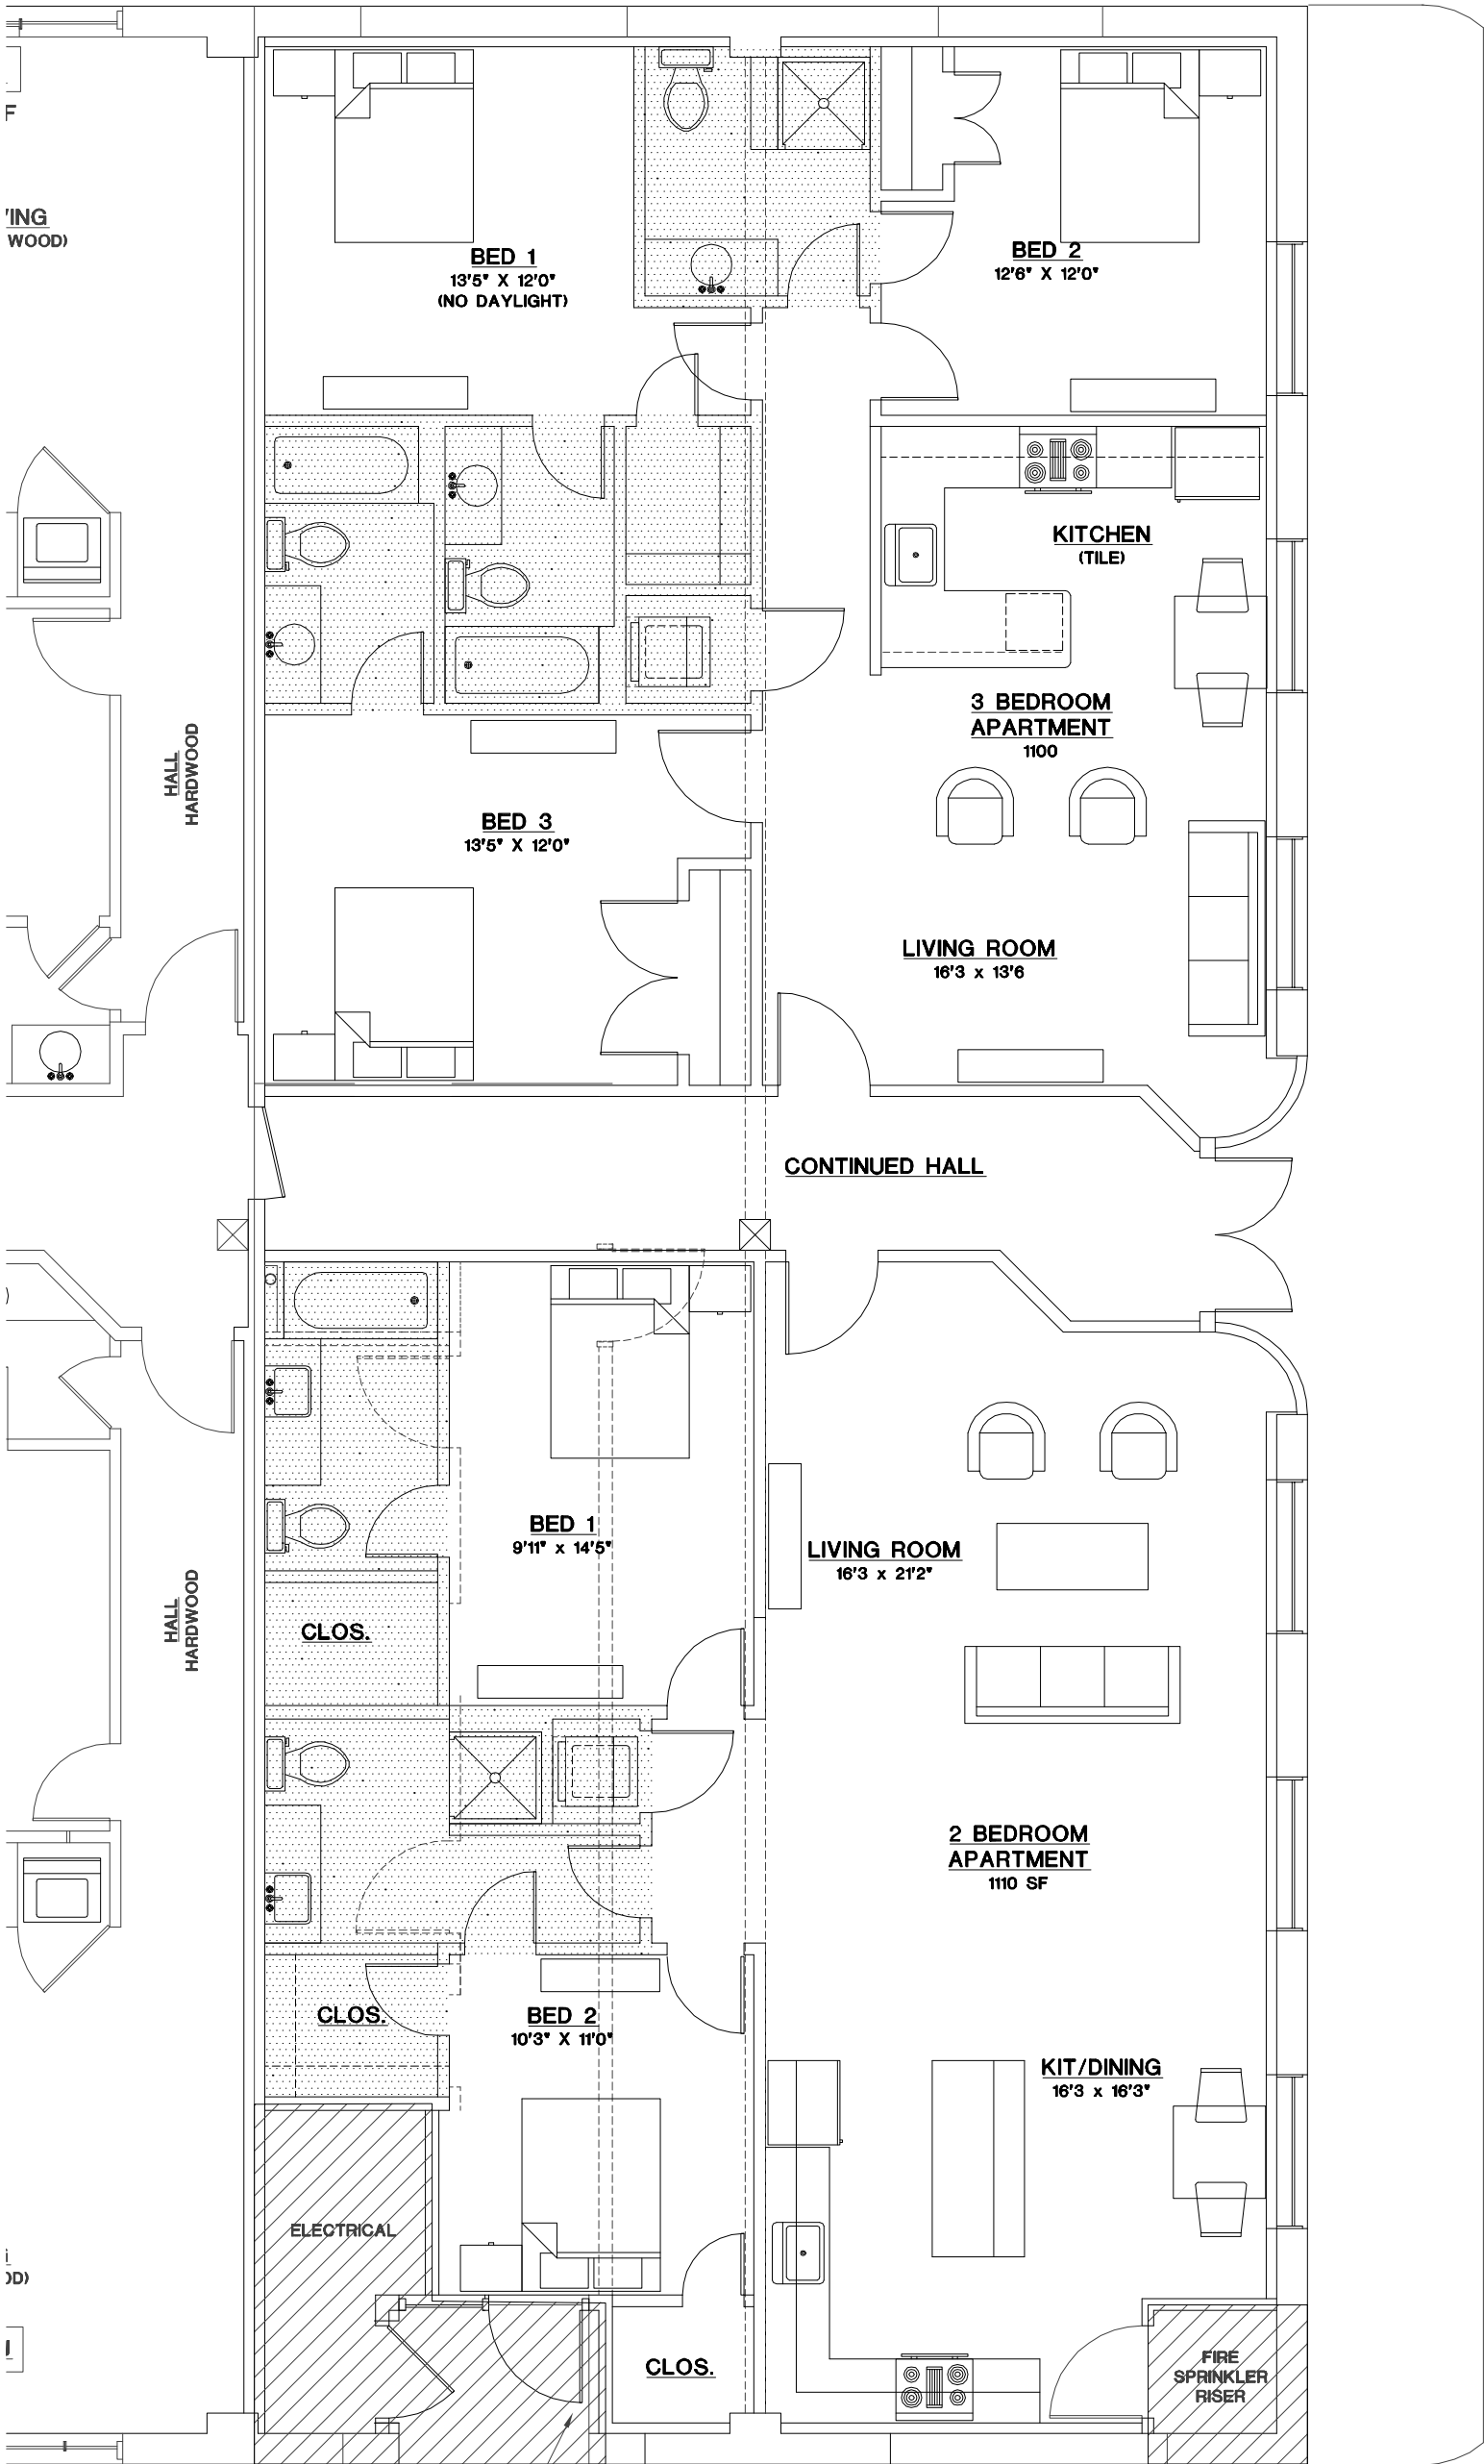 F
'ING
WOOD)
BED 1
13'5" X 12'0"
(NO DAYLIGHT)
BED 2
12'6" X 12'0"
KITCHEN
(TILE)
3 BEDROOM
APARTMENT
1100
HALL
HARDWOOD
BED 3
13'5" X 12'0"
LIVING ROOM
16'3 x 13'6
CONTINUED HALL
BED 1
9'11" x 14'5"
LIVING ROOM
16'3 x 21'2"
HALL
HARDWOOD
CLOS.
2 BEDROOM
APARTMENT
1110 SF
CLOS.
BED 2
10'3" X 11'0"
KIT/DINING
16'3 x 16'3"
ELECTRICAL
OD)
CLOS.
FIRE
SPRINKLER
RISER